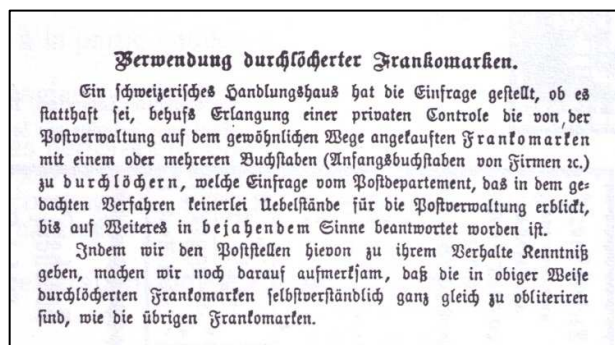 Verwendung durchlöcherter Frankomarken.
Ein schweizerisches Handlungshaus hat die Einfrage gestellt, ob es
statthaft sei, behufs Erlangung einer privaten Controle die von der
Postverwaltung auf dem gewöhnlichen Wege angekauften Frankomarken
mit einem oder mehreren Buchstaben (Anfangsbuchstaben von Firmen ꝛc.)
zu durchlöchern, welche Einfrage vom Postdepartement, das in dem ge-
dachten Verfahren keinerlei Uebelstände für die Postverwaltung erblickt,
bis auf Weiteres in bejahendem Sinne beantwortet worden ist.
Indem wir den Poststellen hievon zu ihrem Verhalte Kenntniß
geben, machen wir noch darauf aufmerksam, daß die in obiger Weise
durchlöcherten Frankomarken selbstverständlich ganz gleich zu obliteriren
sind, wie die übrigen Frankomarken.